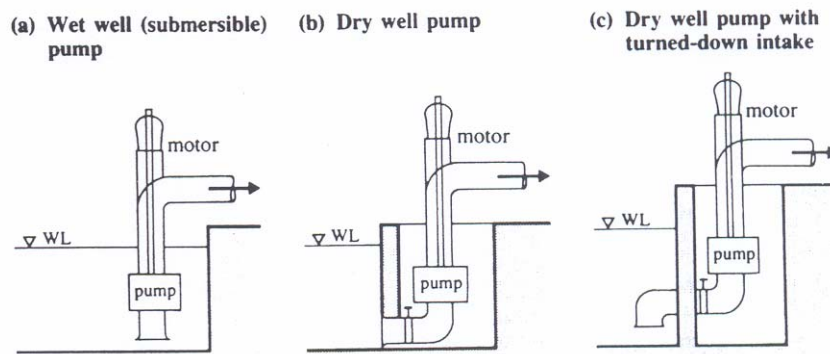 (a) Wet well (submersible)
pump
motor
WL
pump
(b) Dry well pump
motor
WL
pump
(c) Dry well pump with
turned-down intake
motor
WL
pump